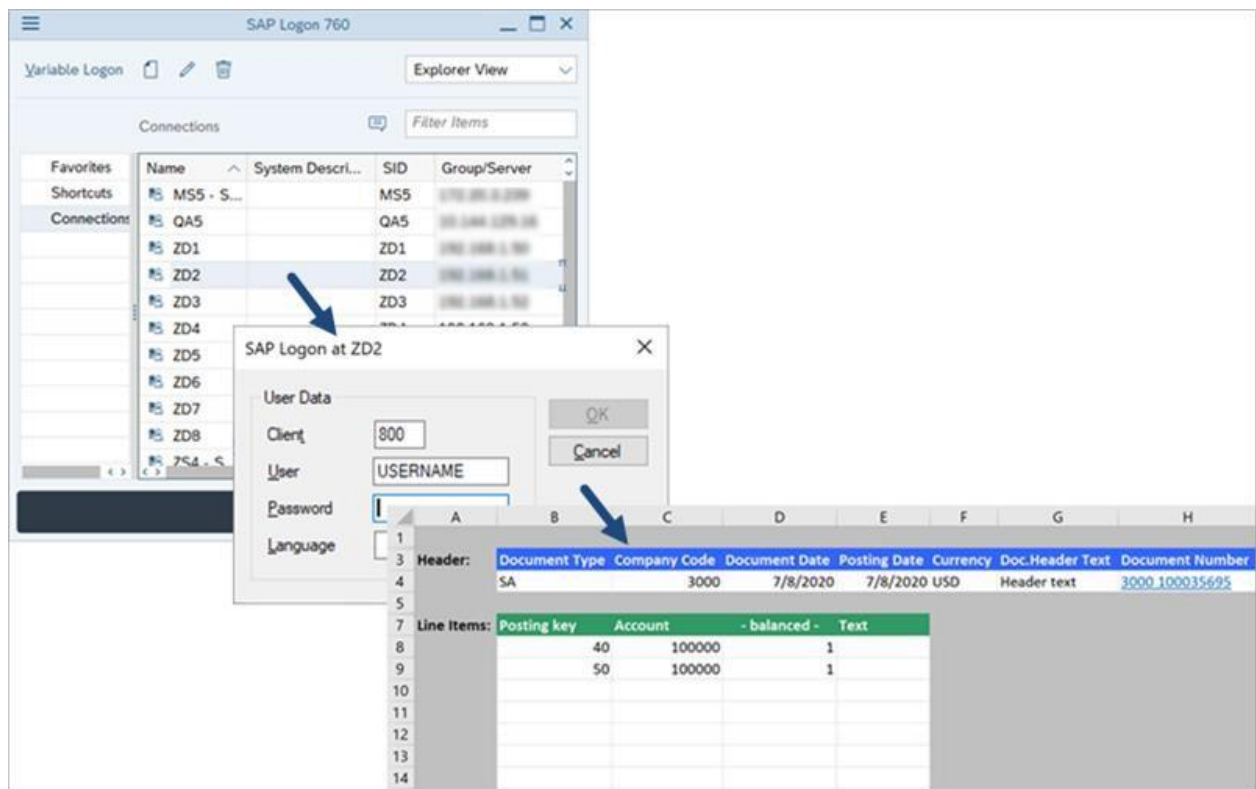 SAP Logon 760
Variable Logon Explorer View
Connections Filter Items
Favorites Name System Descri... SID Group/Server
Shortcuts MS5 - S... MS5
Connections QA5 QA5
ZD1 ZD1
ZD2 ZD2
ZD3 ZD3
ZD4
ZD5
ZD6
ZD7
ZD8
ZS4 - S
SAP Logon at ZD2
User Data
Client 800 OK
User USERNAME Cancel
Password
Language
A B C D E F G H
1
3 Header: Document Type Company Code Document Date Posting Date Currency Doc.Header Text Document Number
4 SA 3000 7/8/2020 7/8/2020 USD Header text 3000 100035695
5
7 Line Items: Posting key Account - balanced - Text
8 40 100000 1
9 50 100000 1
10
11
12
13
14